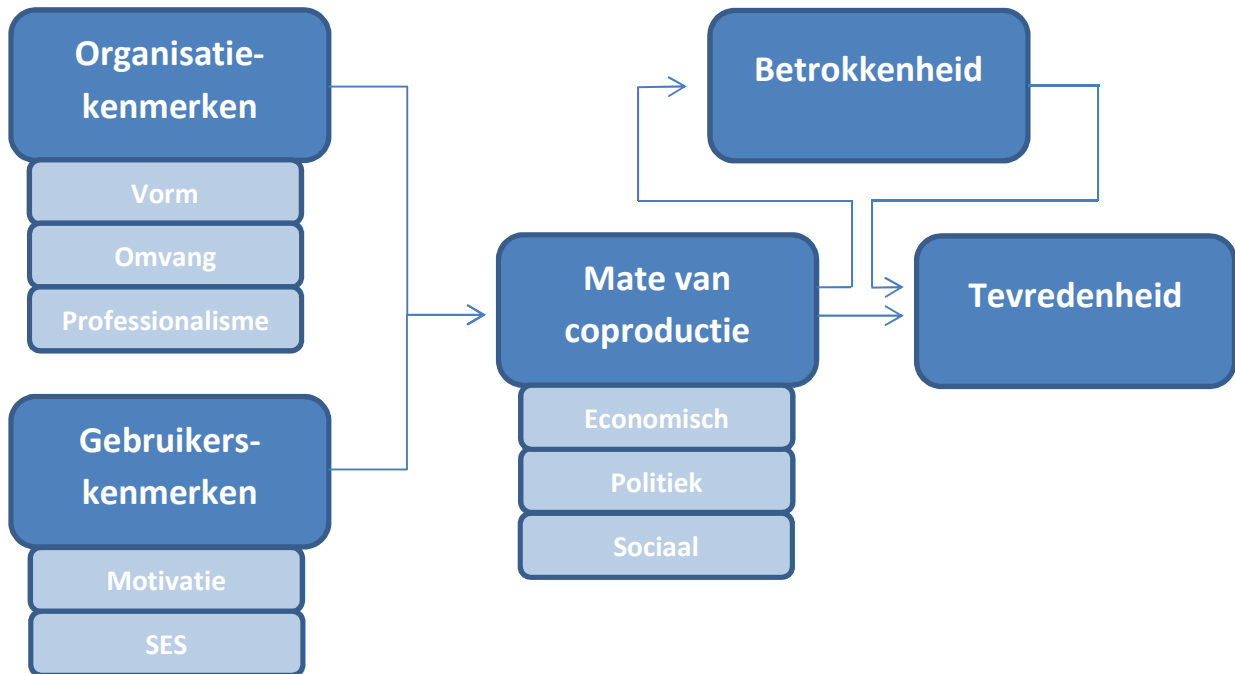 Organisatie-
kenmerken
Vorm
Omvang
Professionalisme
Gebruikers-
kenmerken
Motivatie
SES
Mate van
coproductie
Economisch
Politiek
Sociaal
Betrokkenheid
Tevredenheid